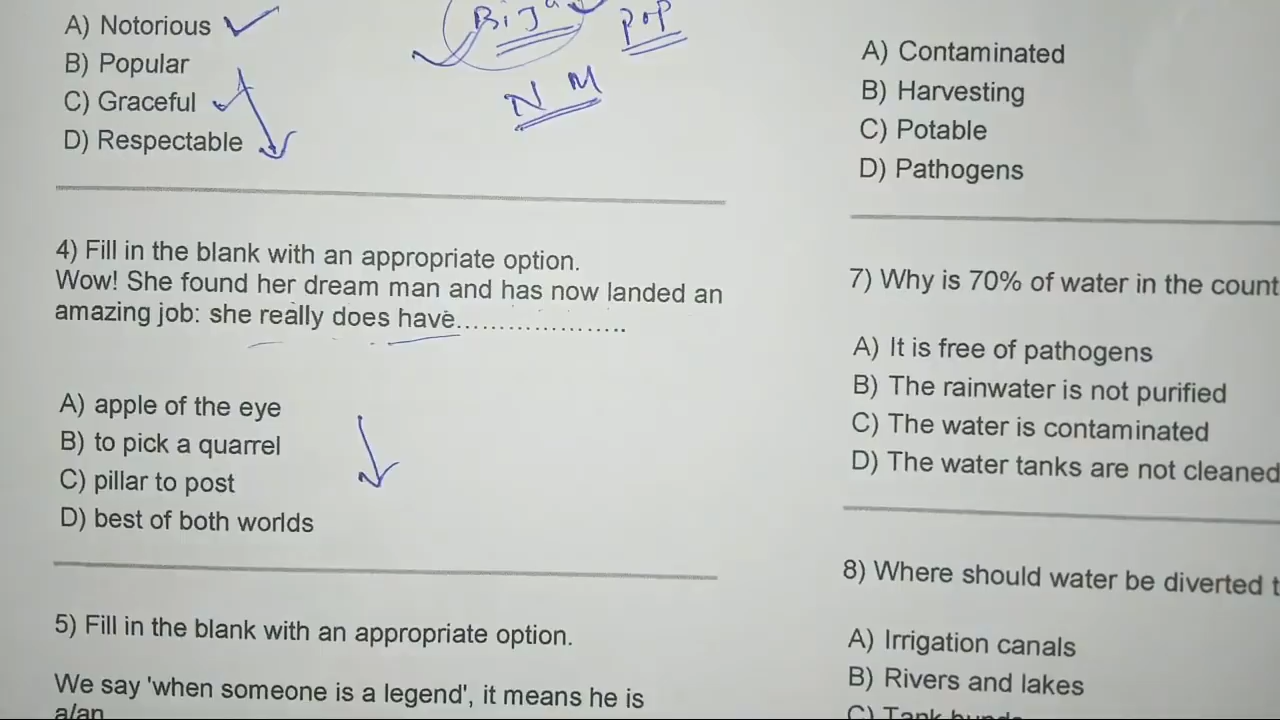 A) Notorious
B) Popular
C) Graceful
D) Respectable
POP
N M
4) Fill in the blank with an appropriate option.
Wow! She found her dream man and has now landed an
amazing job: she really does have.....................
A) apple of the eye
B) to pick a quarrel
C) pillar to post
D) best of both worlds
5) Fill in the blank with an appropriate option.
We say 'when someone is a legend', it means he is
a/an
A) Contaminated
B) Harvesting
C) Potable
D) Pathogens
7) Why is 70% of water in the count
A) It is free of pathogens
B) The rainwater is not purified
C) The water is contaminated
D) The water tanks are not cleaned
8) Where should water be diverted t
A) Irrigation canals
B) Rivers and lakes
C) Tank bunds